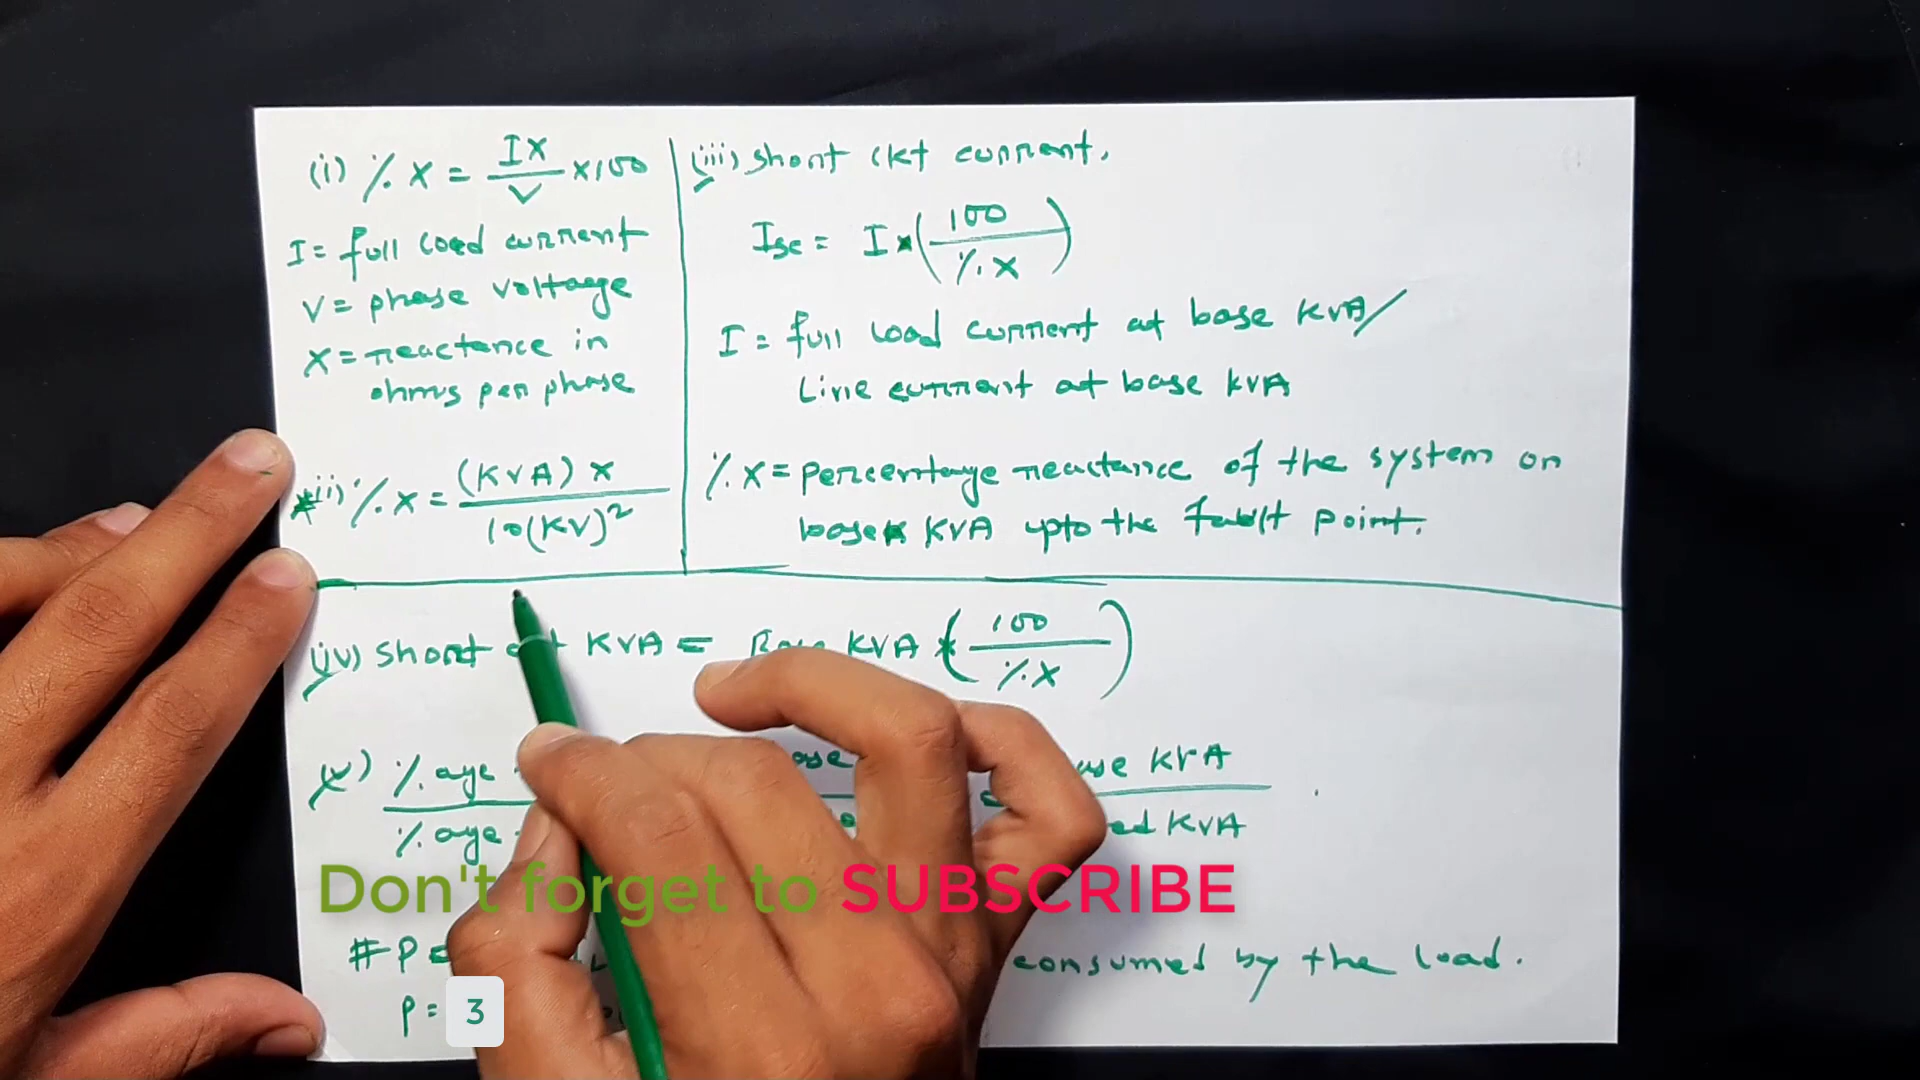 (i) % X = IX / V × 100
I = full load current
V = phase voltage
X = reactance in
ohms per phase
(ii) % X = (KVA) X / 10(KV)²
(iii) Short ckt current.
Isc = I × (100 / % X)
I = full load current at base KVA/
Line current at base KVA
% X = percentage reactance of the system on
base KVA upto the fault point.
(iv) Short KVA = Base KVA × (100 / % X)
(v) % age
% age
KVA
KVA
Don't forget to SUBSCRIBE
# P =
consumed by the load.
P =
3